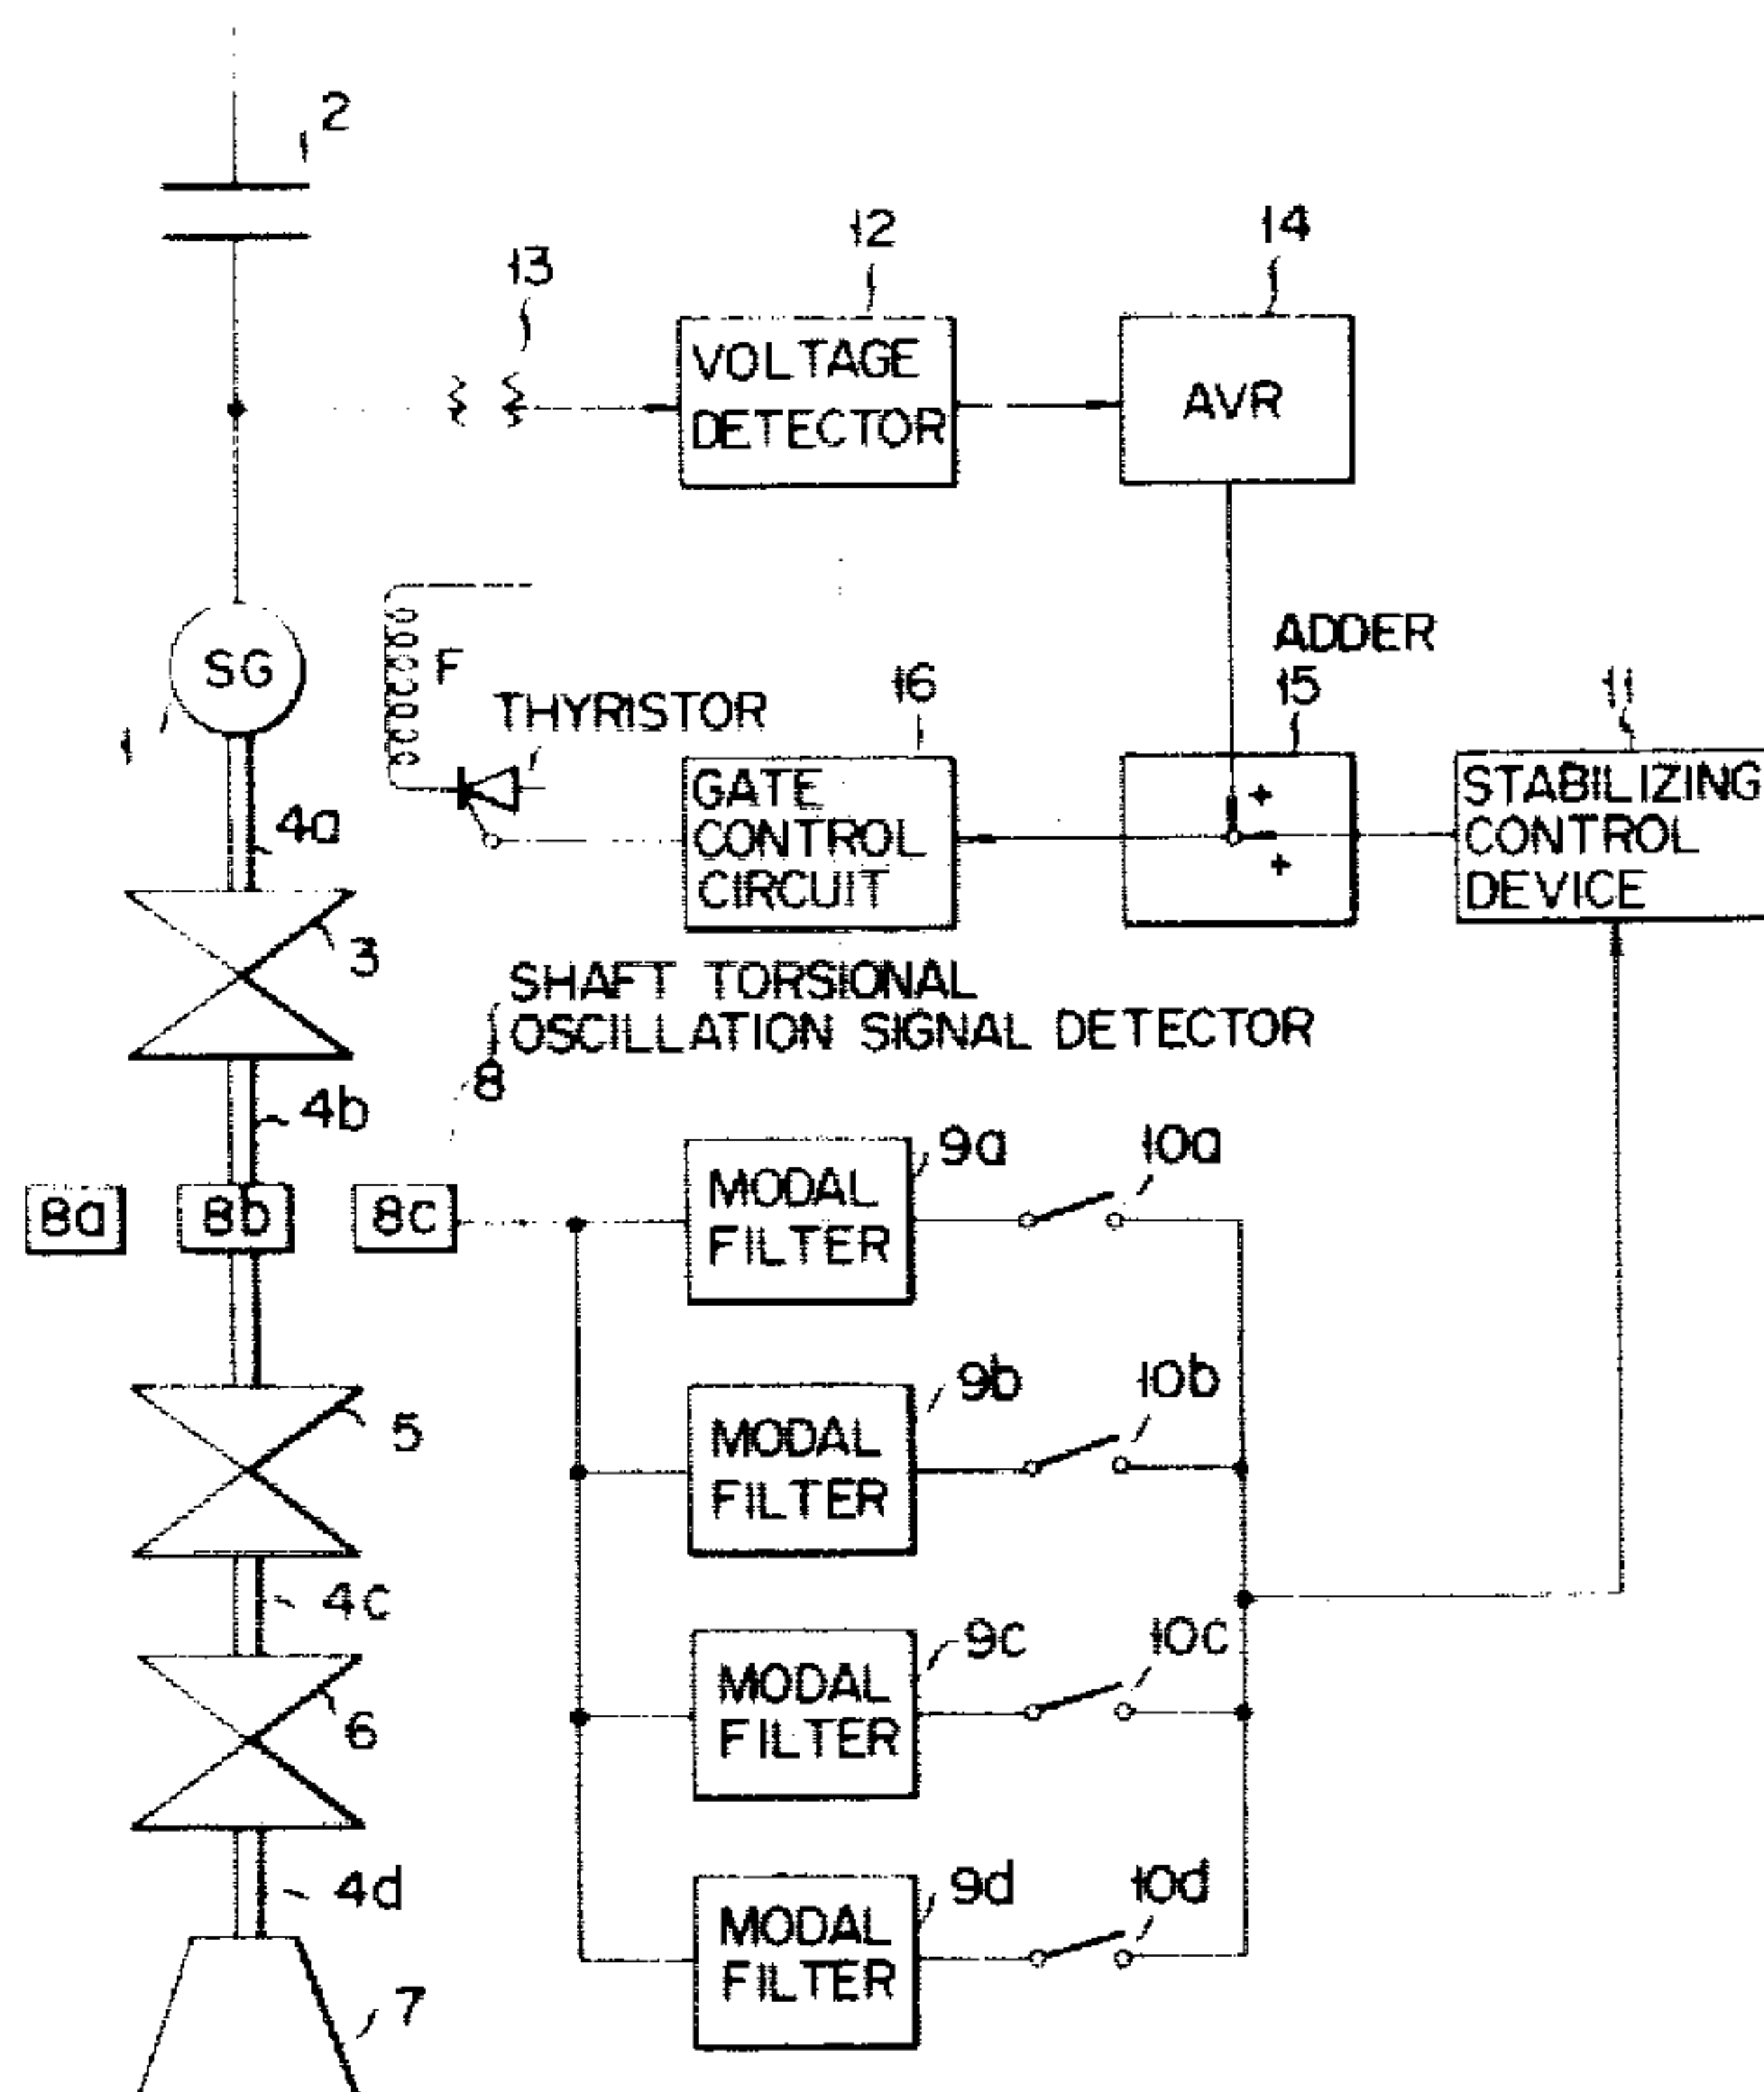 2
12
14
13
VOLTAGE
DETECTOR
AVR
ADDER
SG
F
16
15
11
THYRISTOR
1
GATE
CONTROL
CIRCUIT
+
+
STABILIZING
CONTROL
DEVICE
4a
3
SHAFT TORSIONAL
OSCILLATION SIGNAL DETECTOR
8
4b
9a
10a
8a
8b
8c
MODAL
FILTER
9b
10b
5
MODAL
FILTER
4c
9c
10c
6
MODAL
FILTER
4d
9d
10d
MODAL
FILTER
7